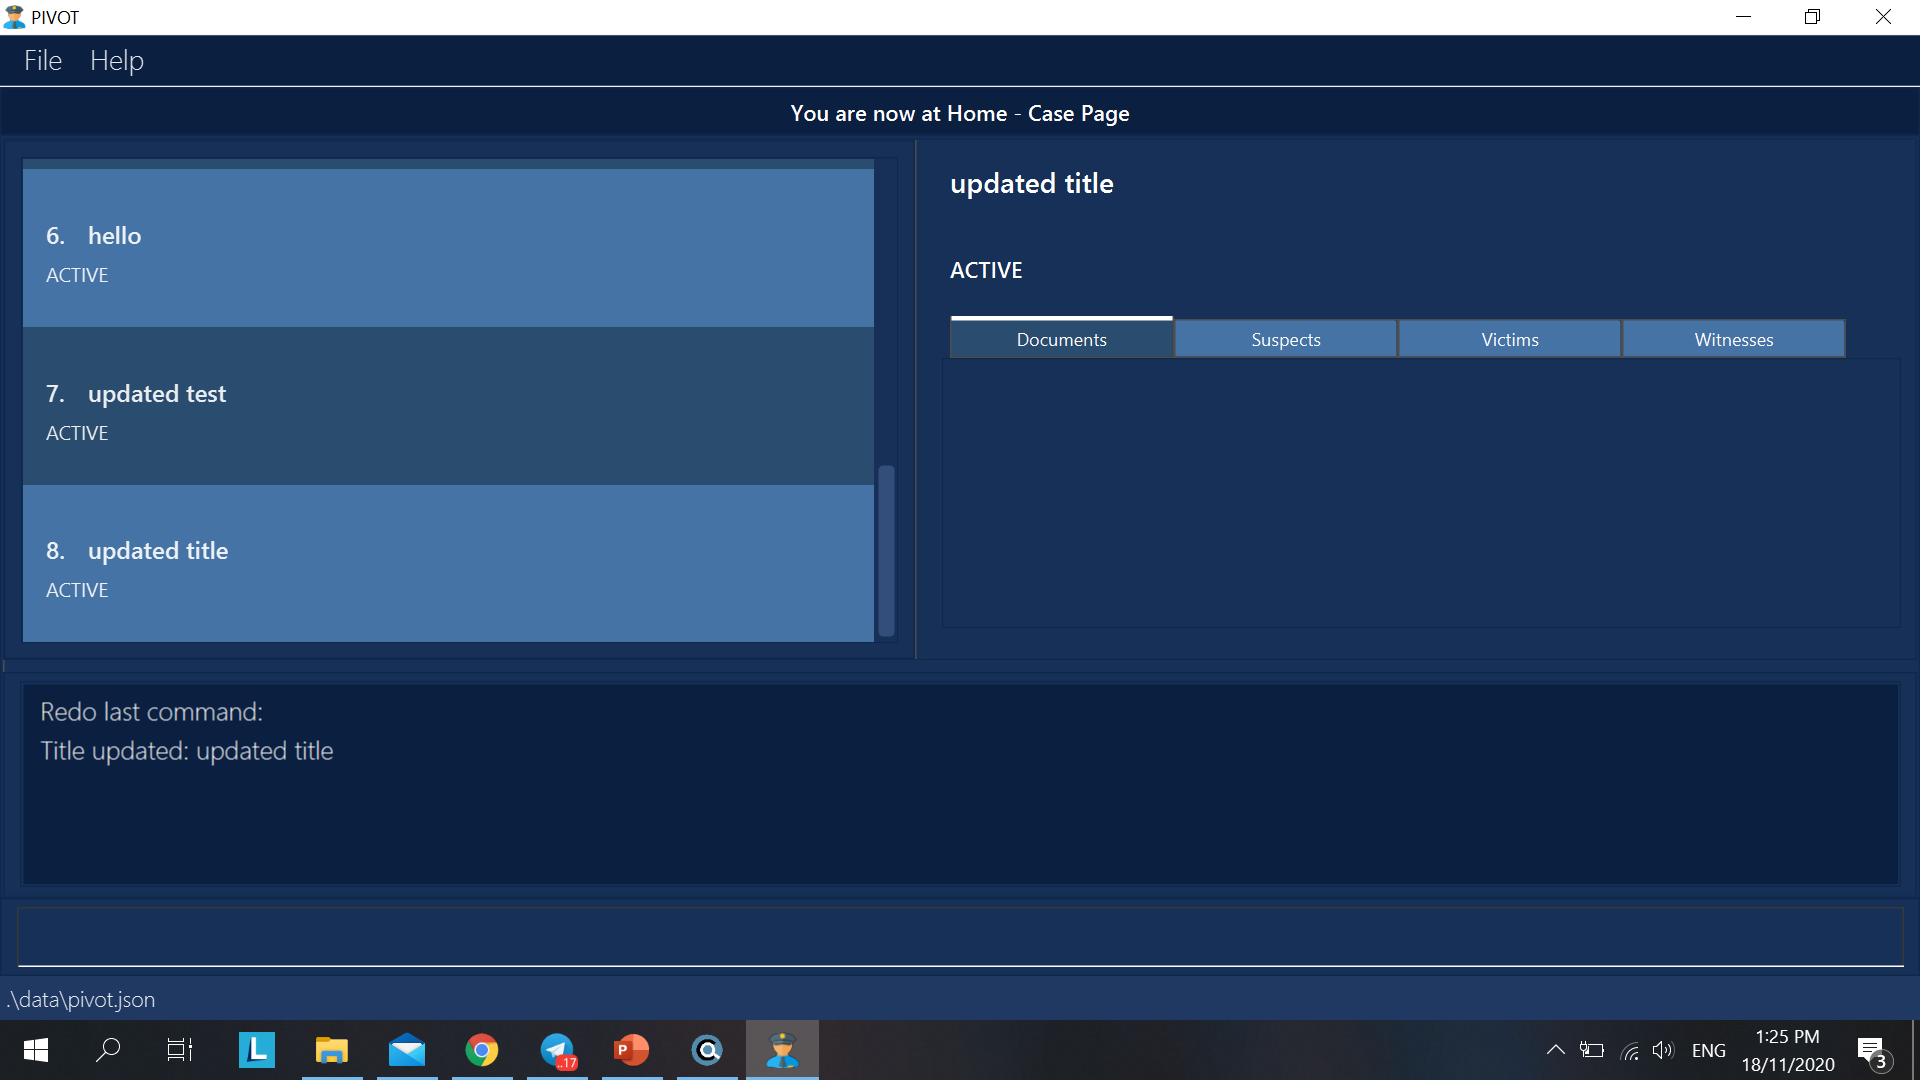 PIVOT
File Help
You are now at Home - Case Page
6. hello
ACTIVE
7. updated test
ACTIVE
8. updated title
ACTIVE
updated title
ACTIVE
Documents Suspects Victims Witnesses
Redo last command:
Title updated: updated title
.\data\pivot.json
L
..17
P
ENG
1:25 PM
18/11/2020
3